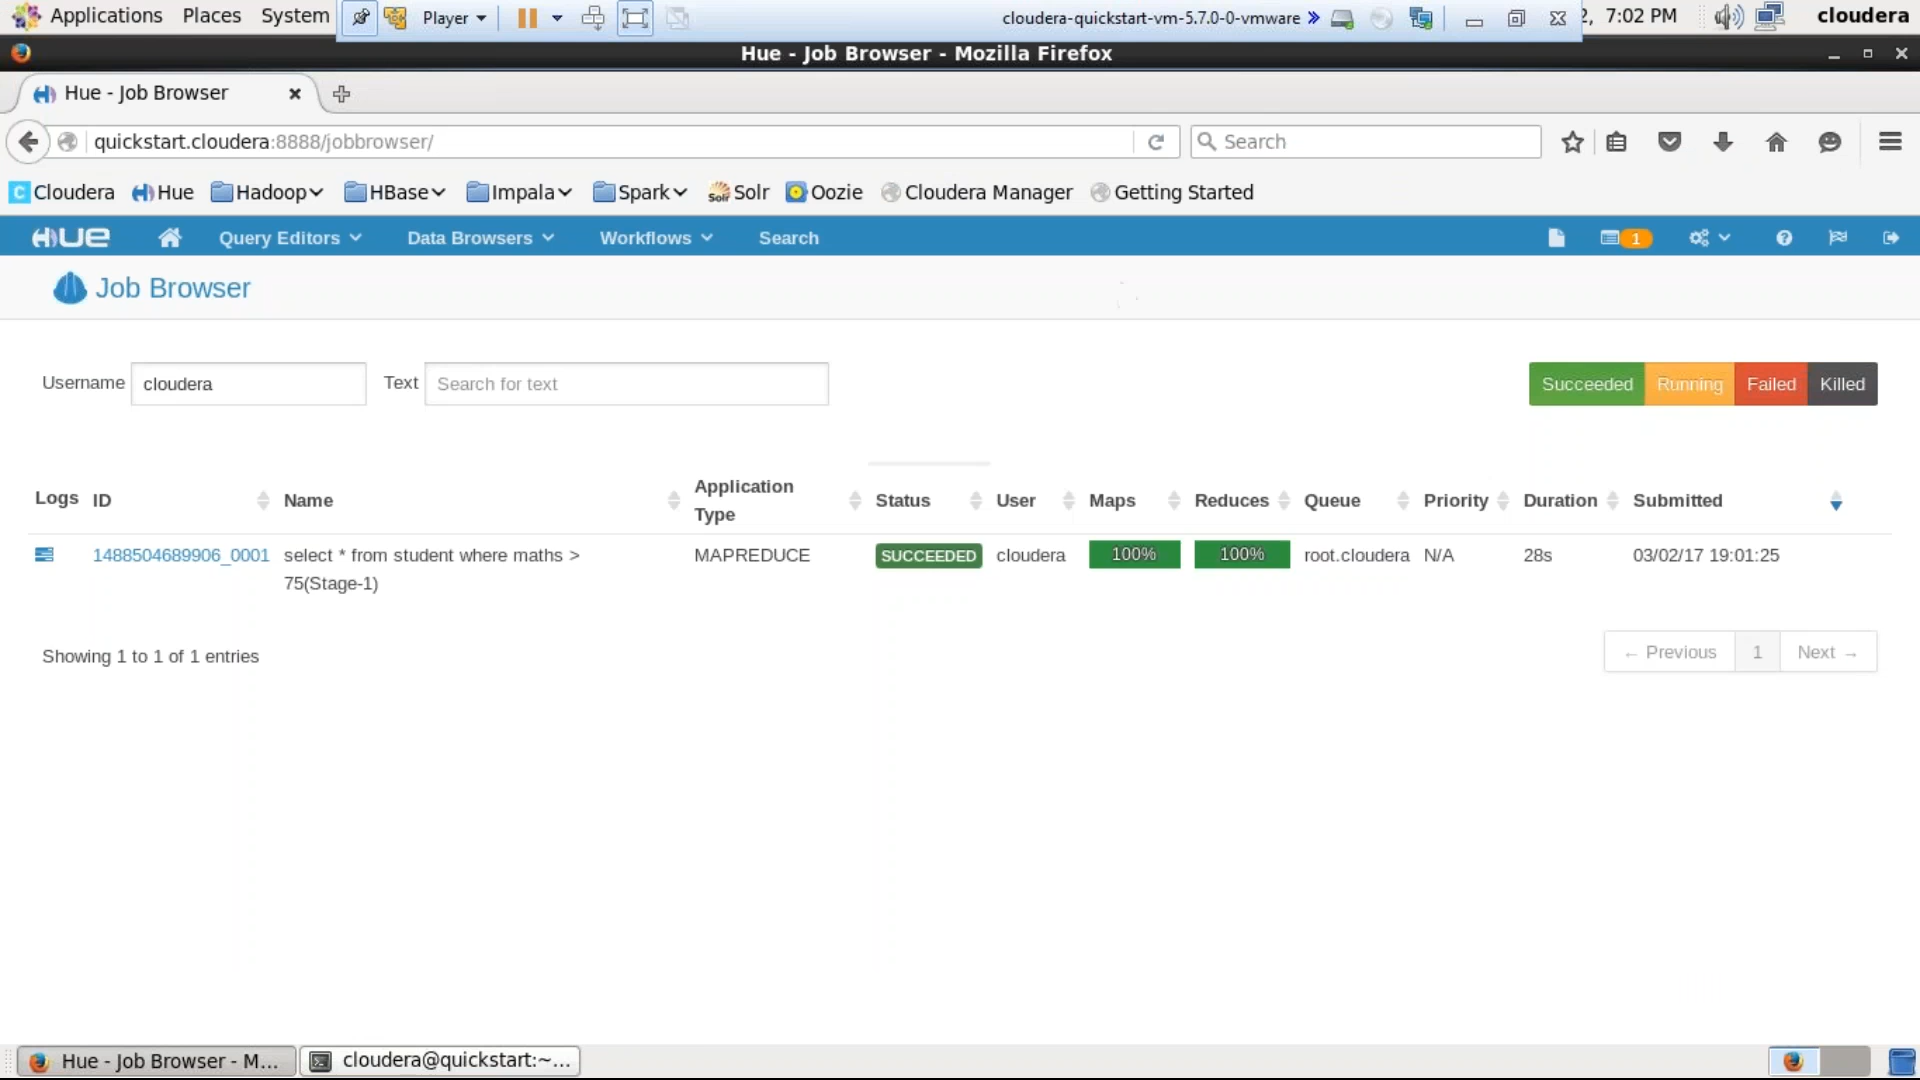 Applications Places System Player cloudera-quickstart-vm-5.7.0-0-vmware 2, 7:02 PM cloudera
Hue - Job Browser - Mozilla Firefox
Hue - Job Browser
quickstart.cloudera:8888/jobbrowser/ Search
Cloudera Hue Hadoop HBase Impala Spark Solr Oozie Cloudera Manager Getting Started
HUE Query Editors Data Browsers Workflows Search 1
Job Browser
Username cloudera Text Search for text Succeeded Running Failed Killed
Logs ID Name Application Type Status User Maps Reduces Queue Priority Duration Submitted
1488504689906_0001 select * from student where maths > MAPREDUCE SUCCEEDED cloudera 100% 100% root.cloudera N/A 28s 03/02/17 19:01:25
75(Stage-1)
Showing 1 to 1 of 1 entries ← Previous 1 Next →
Hue - Job Browser - M... cloudera@quickstart:~...